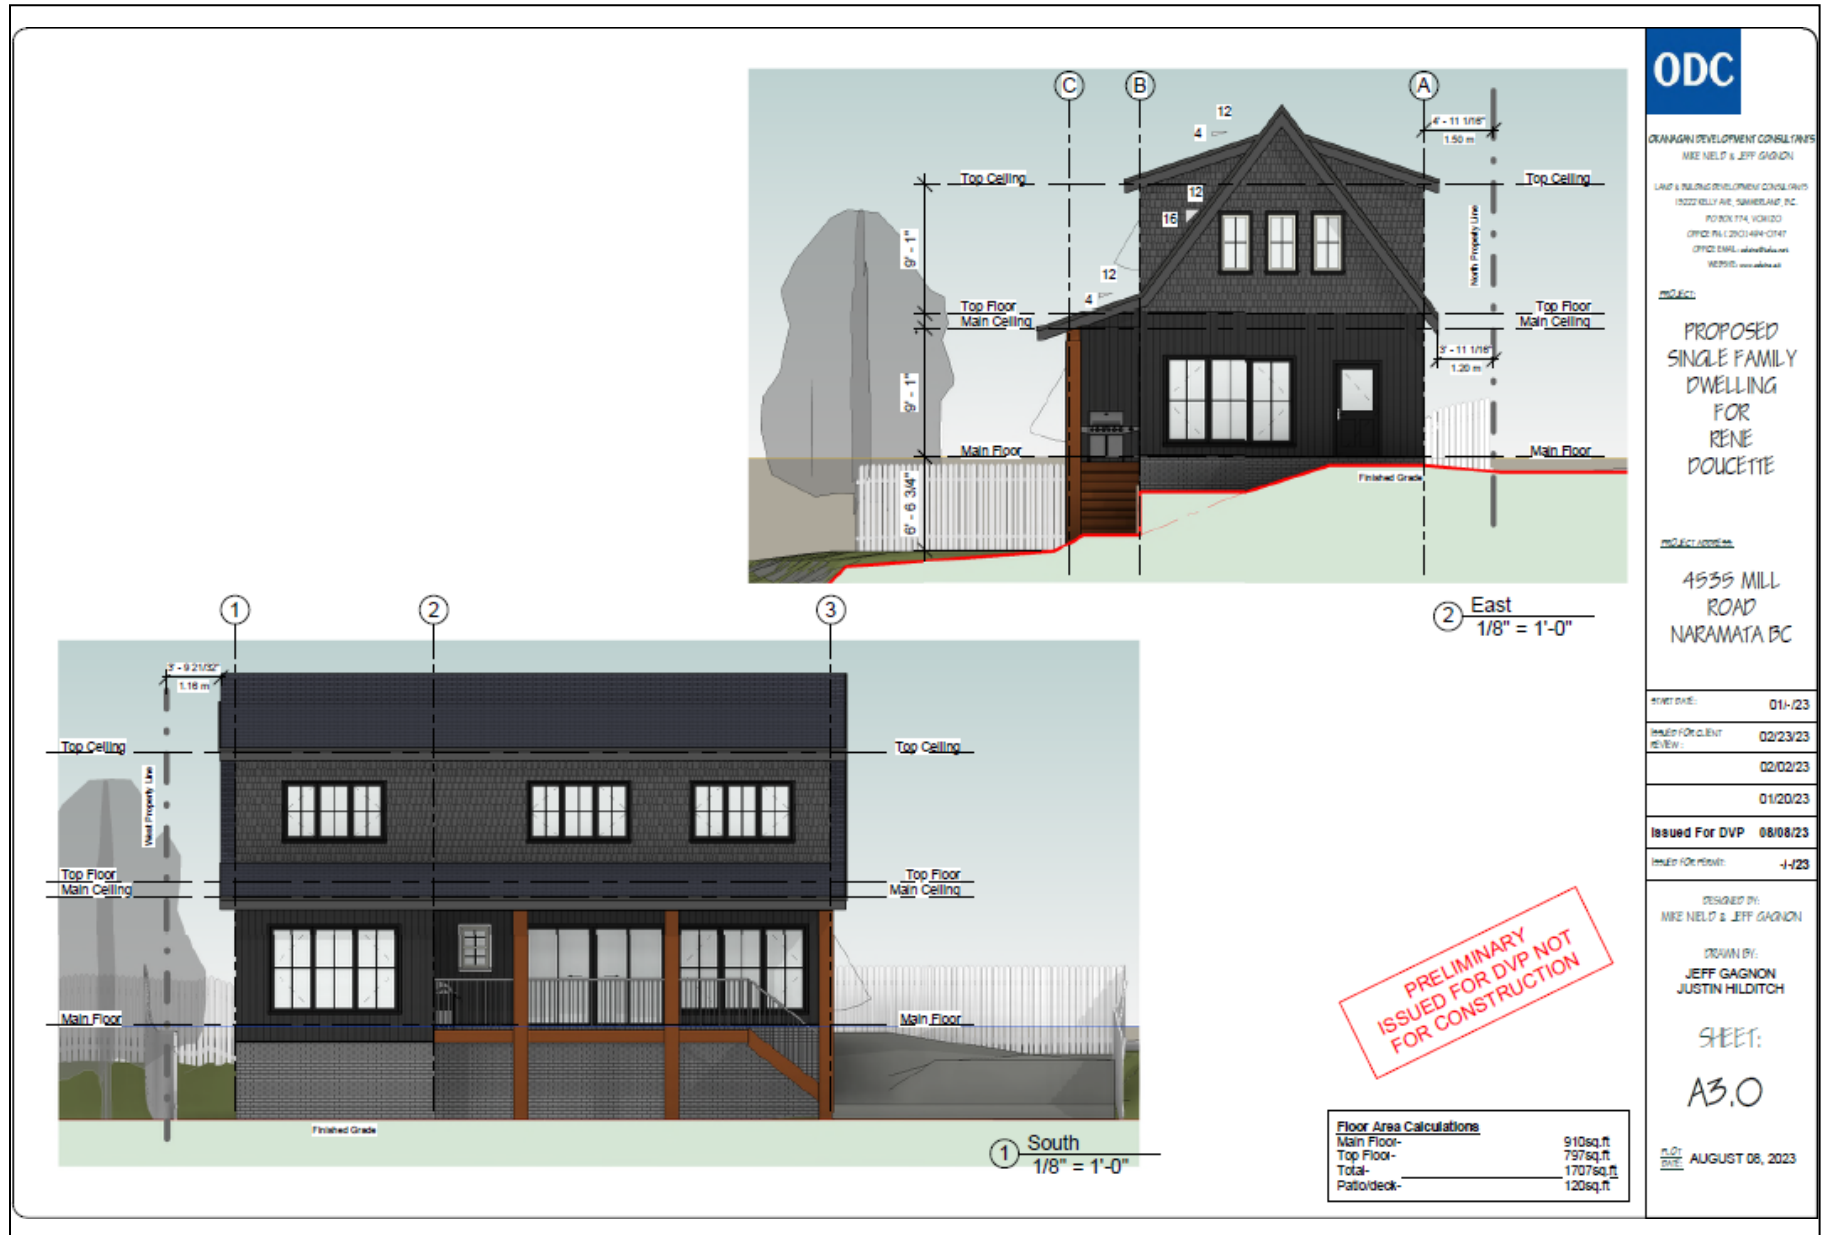 C
B
A
12
4
4' - 11 1/16"
1.50 m
Top Ceiling
Top Ceiling
12
16
North Property Line
9' - 1"
12
4
Top Floor
Top Floor
Main Ceiling
Main Ceiling
3' - 11 1/16"
1.20 m
9' - 1"
Main Floor
Main Floor
Finished Grade
6' - 6 3/4"
2
East
1/8" = 1'-0"
1
2
3
3' - 9 21/32"
1.16 m
Top Ceiling
Top Ceiling
West Property Line
Top Floor
Top Floor
Main Ceiling
Main Ceiling
Main Floor
Main Floor
Finished Grade
1
South
1/8" = 1'-0"
PRELIMINARY
ISSUED FOR DVP NOT
FOR CONSTRUCTION
Floor Area Calculations
Main Floor- 910sq.ft
Top Floor- 797sq.ft
Total- 1707sq.ft
Patio/deck- 120sq.ft
ODC
OKANAGAN DEVELOPMENT CONSULTANTS
MIKE NIELD & JEFF GAGNON
LAND & BUILDING DEVELOPMENT CONSULTANTS
PROJECT:
PROPOSED
SINGLE FAMILY
DWELLING
FOR
RENE
DOUCETTE
PROJECT ADDRESS:
4535 MILL
ROAD
NARAMATA BC
START DATE: 01/-/23
ISSUED FOR CLIENT
REVIEW: 02/23/23
02/02/23
01/20/23
Issued For DVP 08/08/23
ISSUED FOR PERMIT: -/-/23
DESIGNED BY:
MIKE NIELD & JEFF GAGNON
DRAWN BY:
JEFF GAGNON
JUSTIN HILDITCH
SHEET:
A3.0
PLOT
DATE: AUGUST 08, 2023